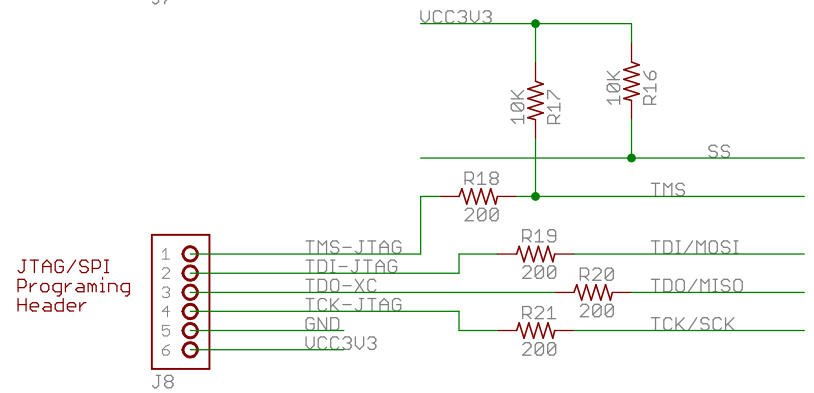 J7
VCC3V3
10K
R17
10K
R16
SS
R18
200
TMS
JTAG/SPI
Programing
Header
1
2
3
4
5
6
TMS-JTAG
TDI-JTAG
TDO-XC
TCK-JTAG
GND
VCC3V3
R19
200
TDI/MOSI
R20
200
TDO/MISO
R21
200
TCK/SCK
J8